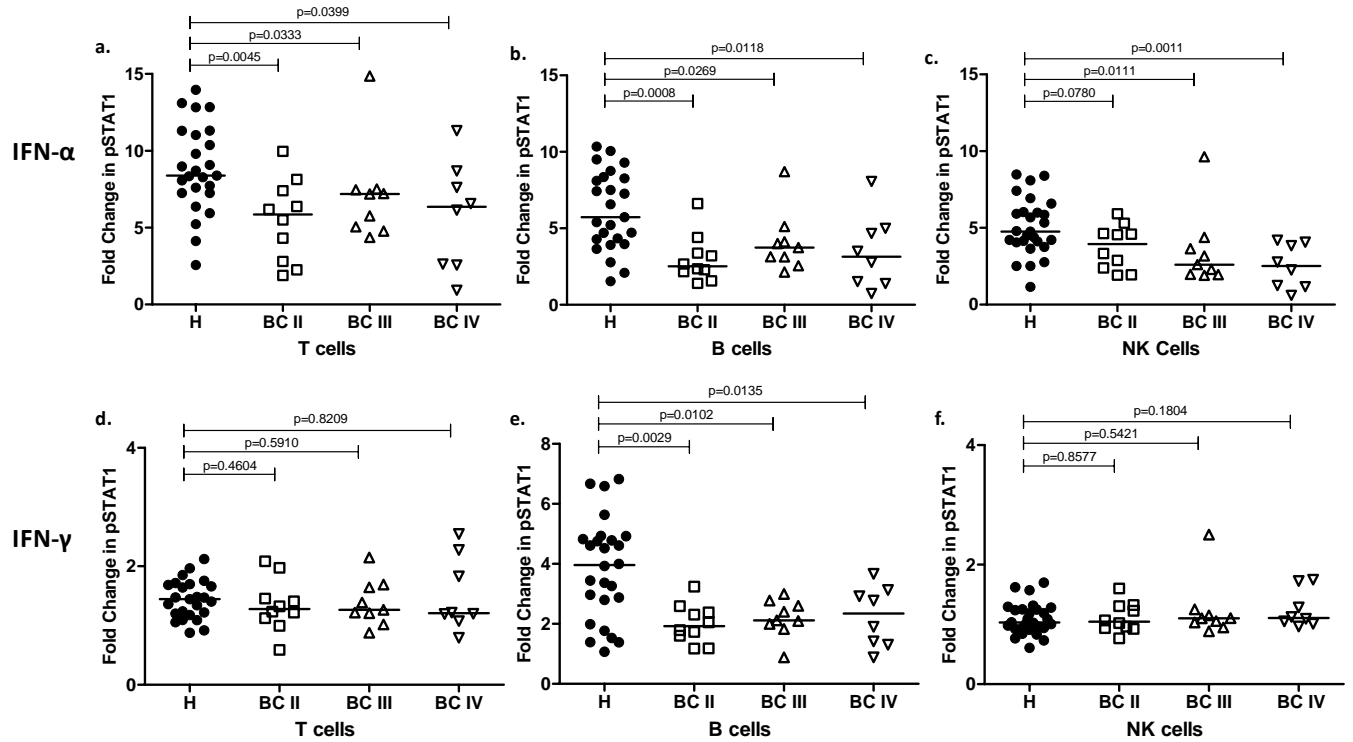 IFN-α
a.
p=0.0399
p=0.0333
p=0.0045
Fold Change in pSTAT1
15
10
5
0
H BC II BC III BC IV
T cells
b.
p=0.0118
p=0.0269
p=0.0008
Fold Change in pSTAT1
15
10
5
0
H BC II BC III BC IV
B cells
c.
p=0.0011
p=0.0111
p=0.0780
Fold Change in pSTAT1
15
10
5
0
H BC II BC III BC IV
NK Cells
IFN-γ
d.
p=0.8209
p=0.5910
p=0.4604
Fold Change in pSTAT1
4
2
0
H BC II BC III BC IV
T cells
e.
p=0.0135
p=0.0102
p=0.0029
Fold Change in pSTAT1
8
6
4
2
0
H BC II BC III BC IV
B cells
f.
p=0.1804
p=0.5421
p=0.8577
Fold Change in pSTAT1
4
2
0
H BC II BC III BC IV
NK cells